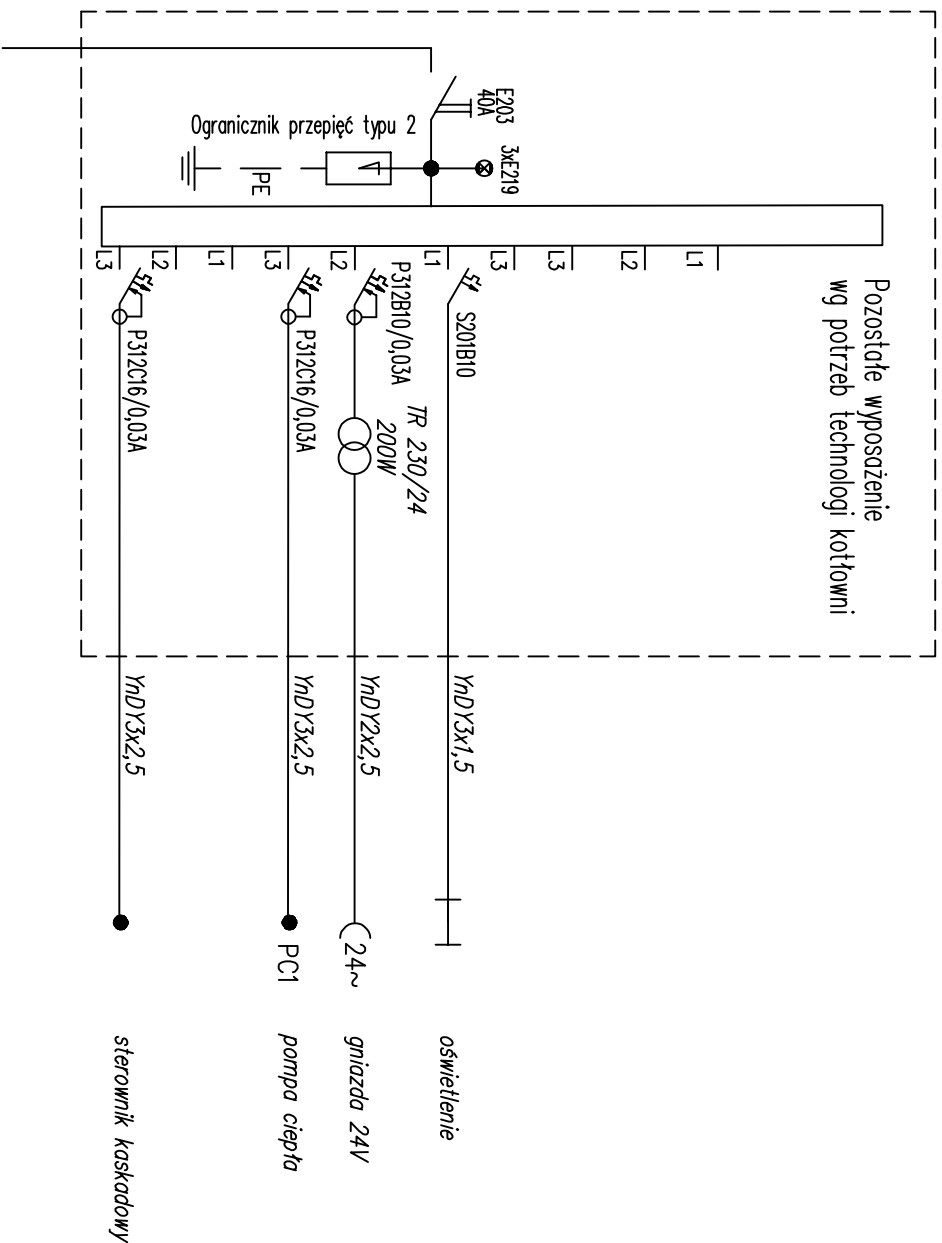 E203
40A
3xE219
Ogranicznik przepięć typu 2
PE
Pozostałe wyposażenie
wg potrzeb technologi kotłowni
L1
L2
L3
L3
L1
L2
L3
L1
L2
L3
S201B10
P312B10/0,03A
TR 230/24
200W
P312C16/0,03A
P312C16/0,03A
YnDY3x1,5
YnDY2x2,5
YnDY3x2,5
YnDY3x2,5
24~
PC1
oświetlenie
gniazda 24V
pompa ciepła
sterownik kaskadowy